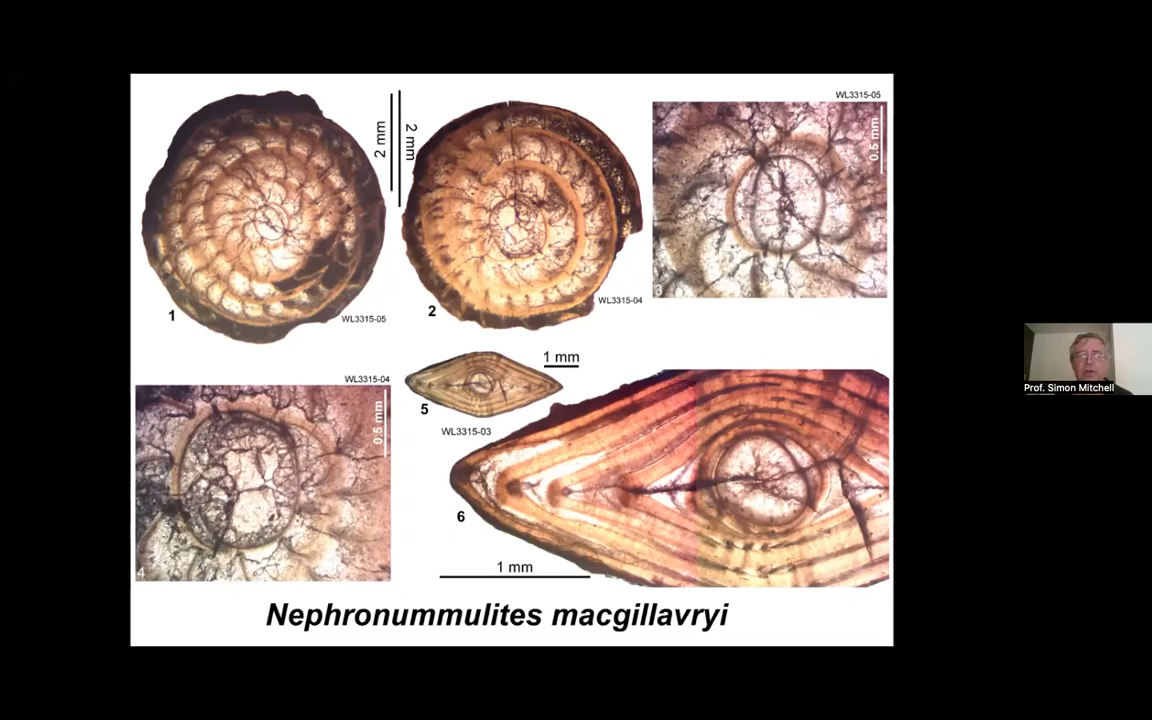 WL3315-05
2 mm
2 mm
0.5 mm
3
1
WL3315-05
2
WL3315-04
WL3315-04
0.5 mm
4
1 mm
5
WL3315-03
6
1 mm
Nephronummulites macgillavryi
Prof. Simon Mitchell